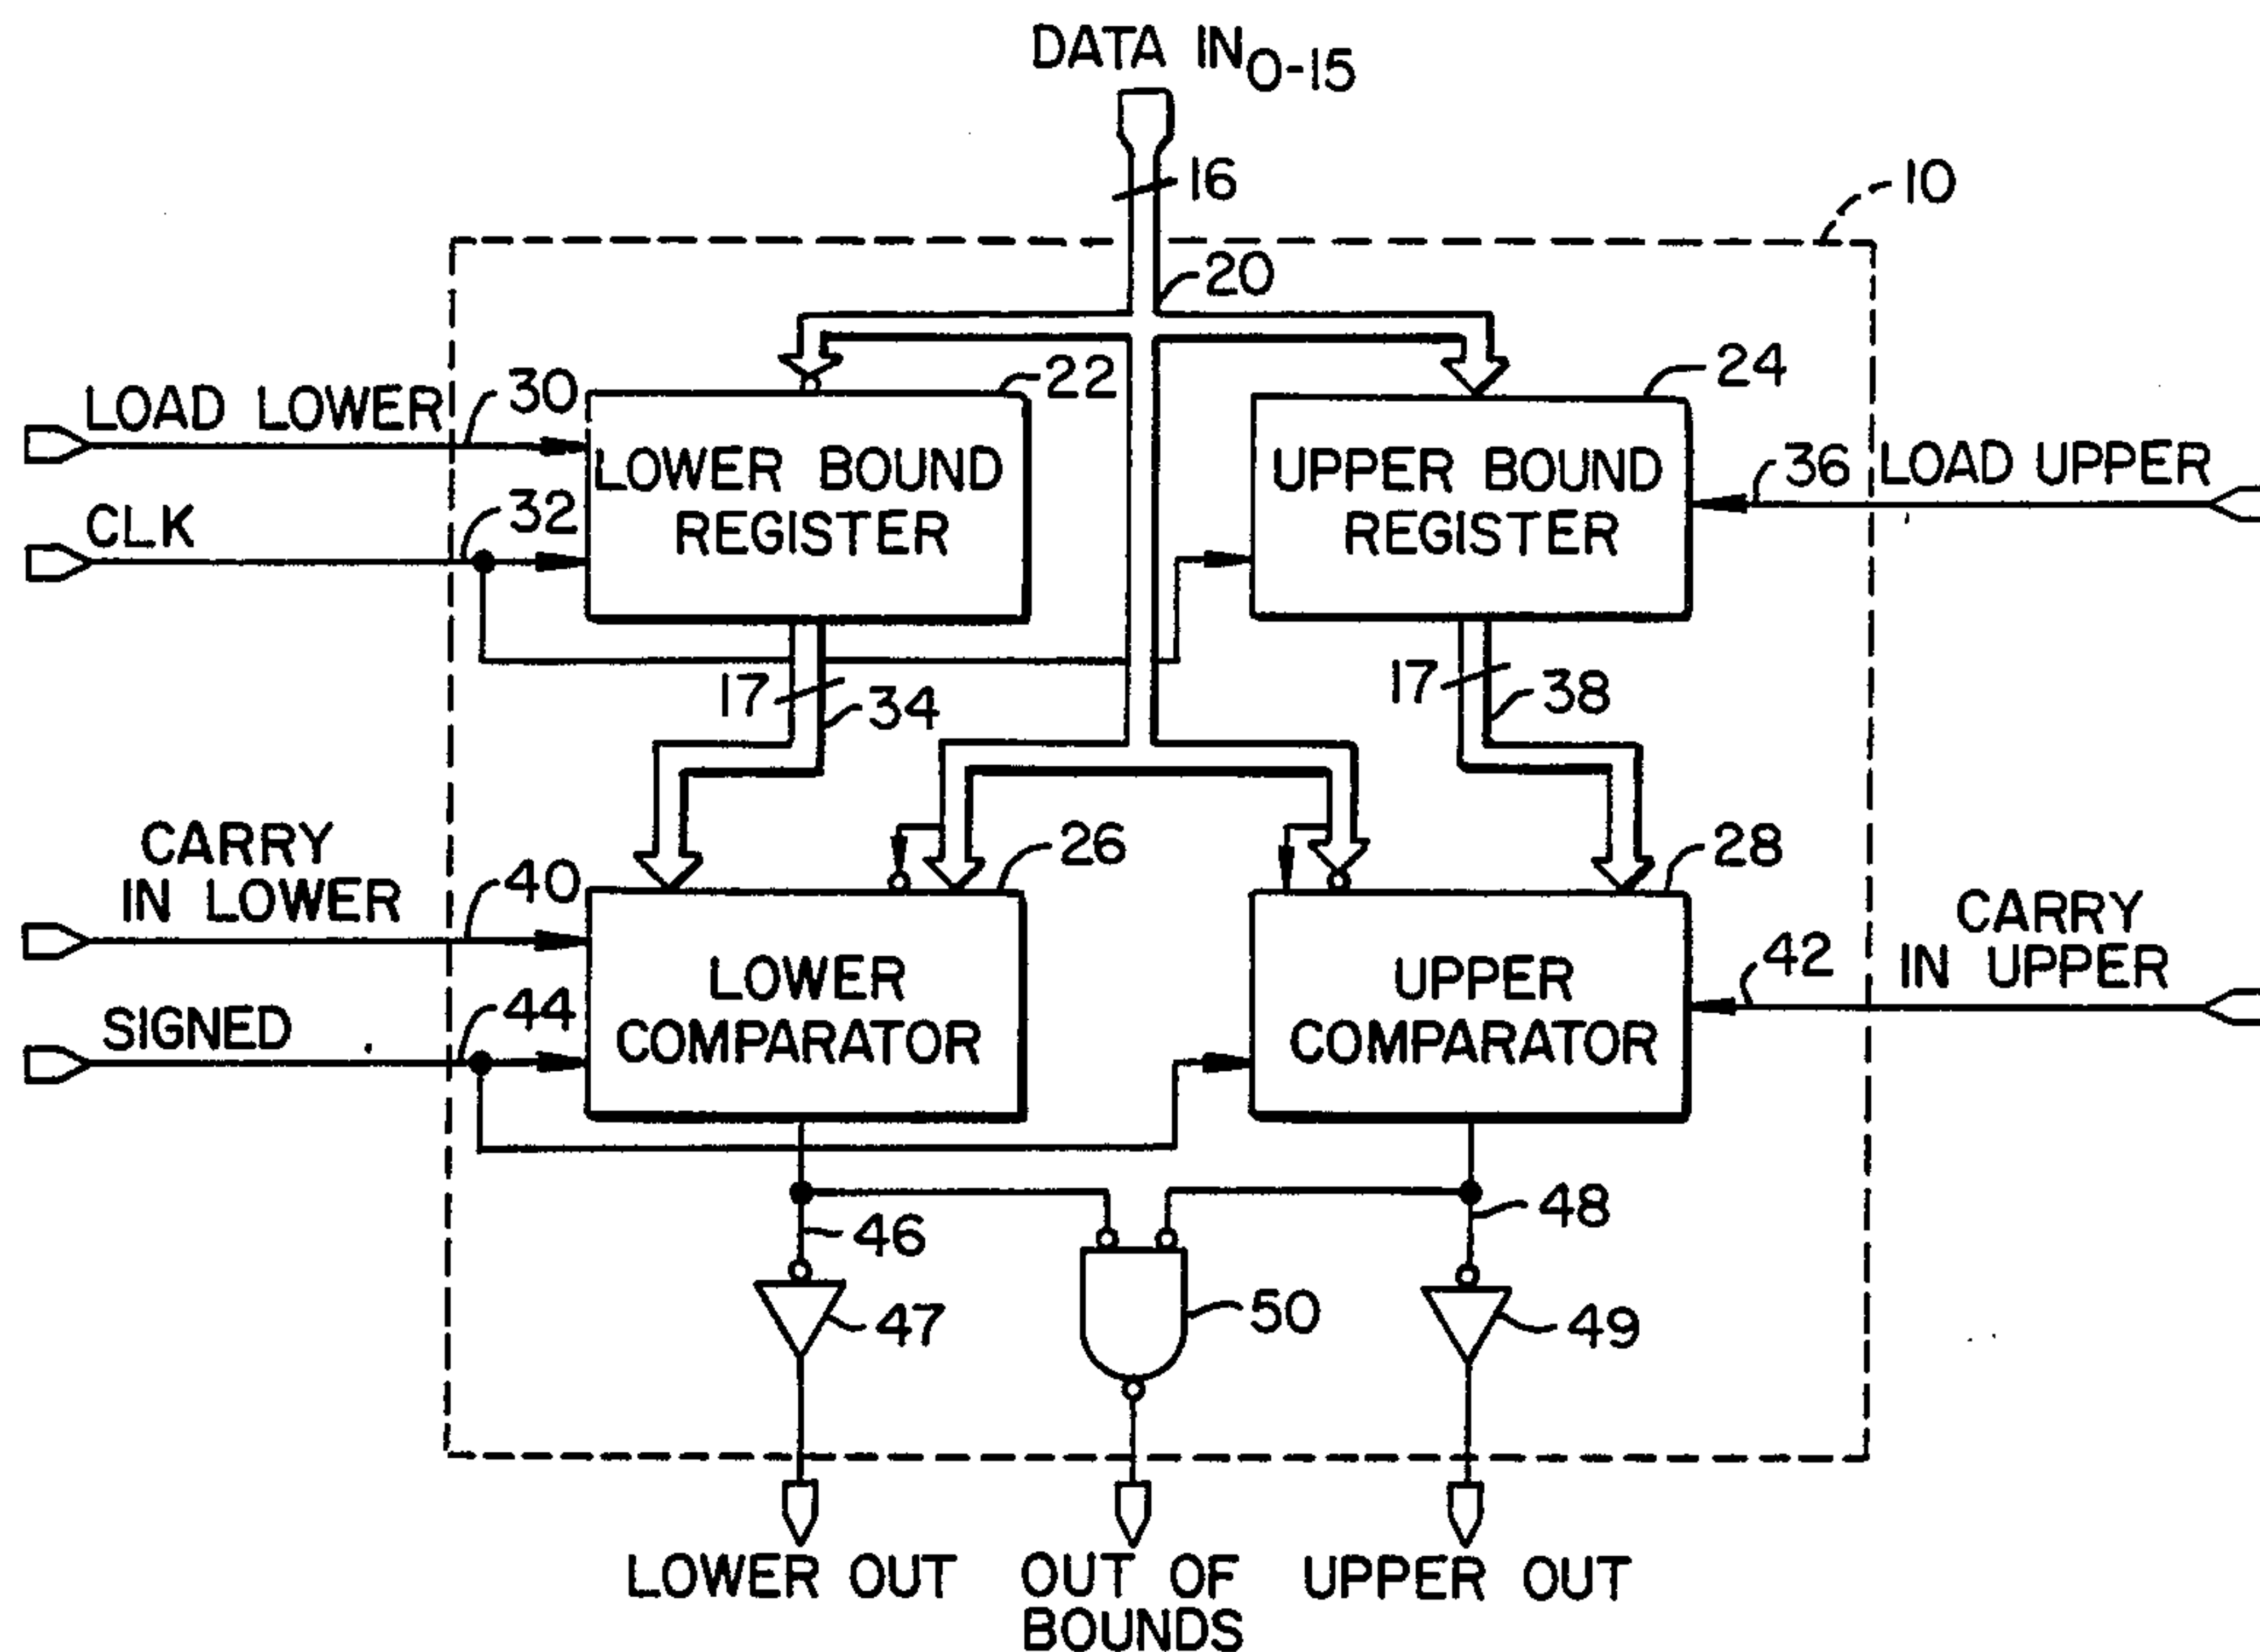 DATA IN0-15
16
10
20
LOAD LOWER
30
22
24
LOWER BOUND
REGISTER
UPPER BOUND
REGISTER
36
LOAD UPPER
CLK
32
17
34
17
38
CARRY
IN LOWER
40
26
28
LOWER
COMPARATOR
UPPER
COMPARATOR
42
CARRY
IN UPPER
SIGNED
44
46
48
47
50
49
LOWER OUT
OUT OF
BOUNDS
UPPER OUT